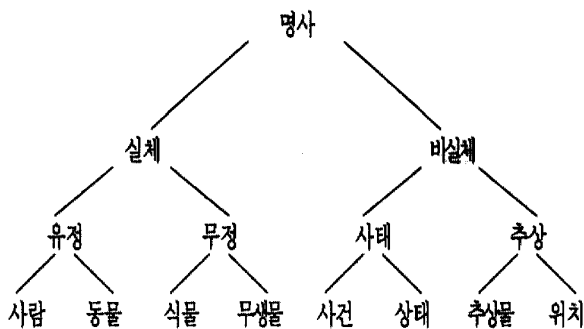 명사
실체 비실체
유정 무정 사태 추상
사람 동물 식물 무생물 사건 상태 추상물 위치